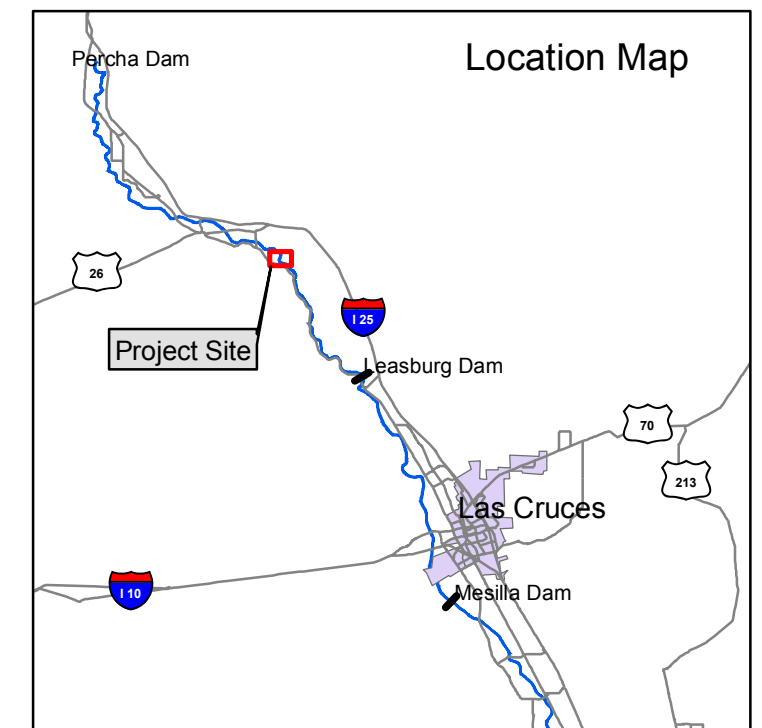 Location Map
Percha Dam
26
I 25
Project Site
Leasburg Dam
70
213
Las Cruces
I 10
Mesilla Dam